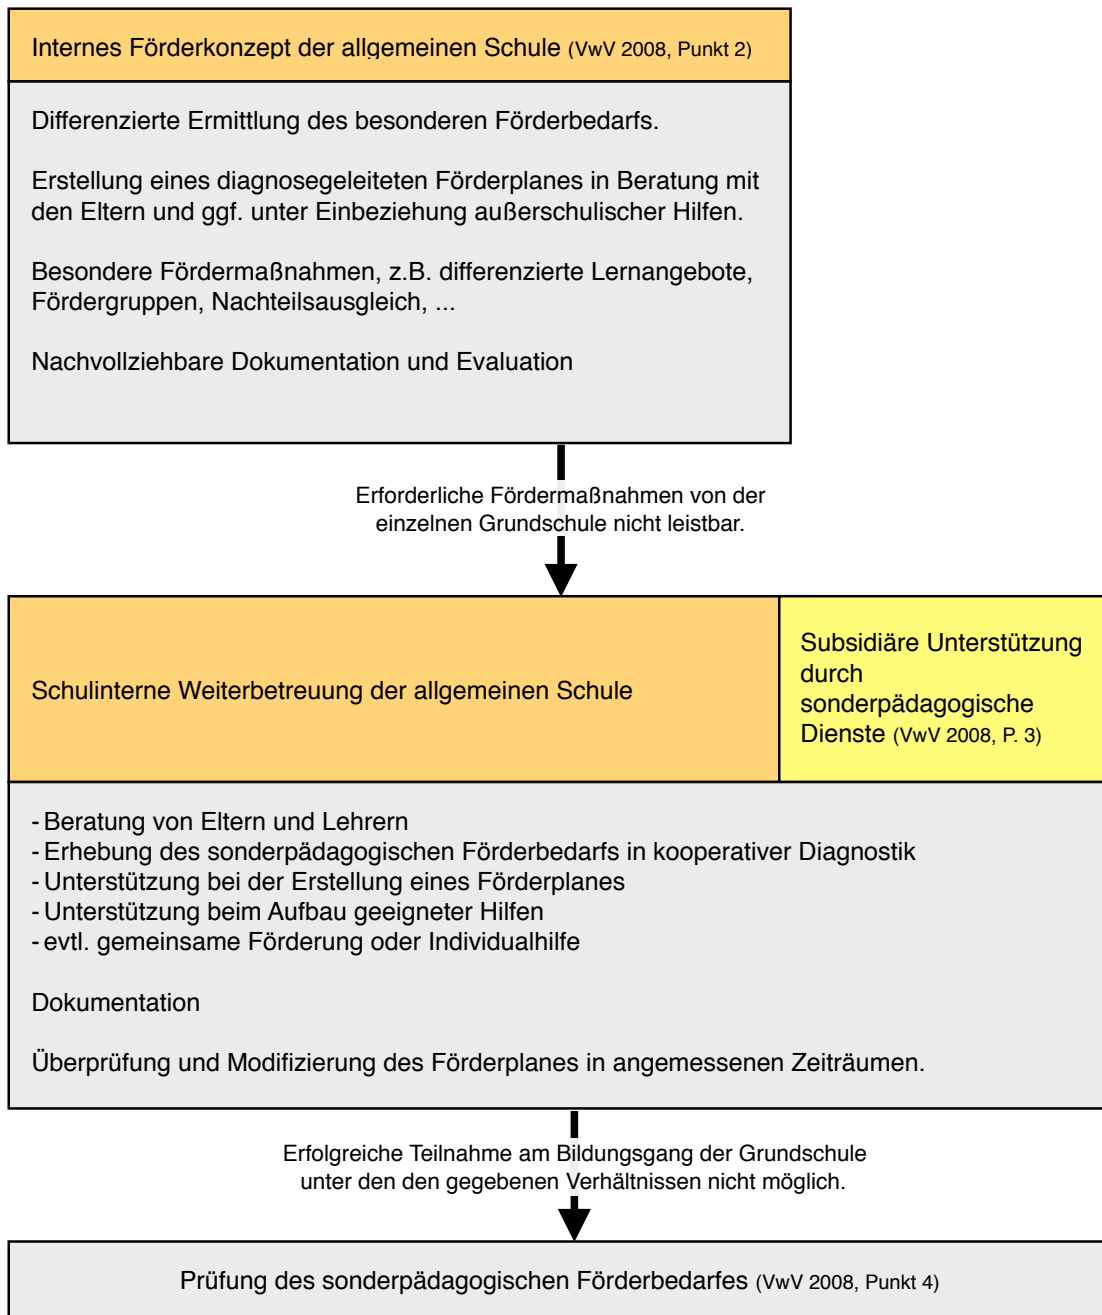 Internes Förderkonzept der allgemeinen Schule (VwV 2008, Punkt 2)
Differenzierte Ermittlung des besonderen Förderbedarfs.
Erstellung eines diagnosegeleiteten Förderplanes in Beratung mit
den Eltern und ggf. unter Einbeziehung außerschulischer Hilfen.
Besondere Fördermaßnahmen, z.B. differenzierte Lernangebote,
Fördergruppen, Nachteilsausgleich, ...
Nachvollziehbare Dokumentation und Evaluation
Erforderliche Fördermaßnahmen von der
einzelnen Grundschule nicht leistbar.
Schulinterne Weiterbetreuung der allgemeinen Schule
Subsidiäre Unterstützung
durch
sonderpädagogische
Dienste (VwV 2008, P. 3)
- Beratung von Eltern und Lehrern
- Erhebung des sonderpädagogischen Förderbedarfs in kooperativer Diagnostik
- Unterstützung bei der Erstellung eines Förderplanes
- Unterstützung beim Aufbau geeigneter Hilfen
- evtl. gemeinsame Förderung oder Individualhilfe
Dokumentation
Überprüfung und Modifizierung des Förderplanes in angemessenen Zeiträumen.
Erfolgreiche Teilnahme am Bildungsgang der Grundschule
unter den den gegebenen Verhältnissen nicht möglich.
Prüfung des sonderpädagogischen Förderbedarfes (VwV 2008, Punkt 4)